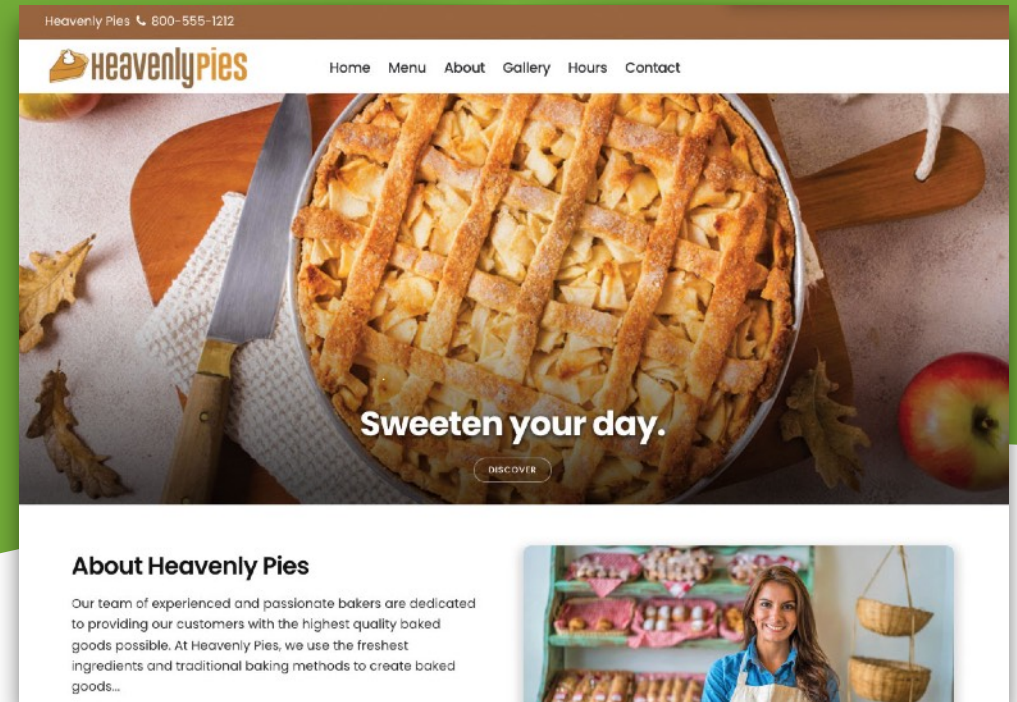 Heavenly Pies 800-555-1212
Heavenlypies
Home Menu About Gallery Hours Contact
Sweeten your day.
DISCOVER
About Heavenly Pies
Our team of experienced and passionate bakers are dedicated
to providing our customers with the highest quality baked
goods possible. At Heavenly Pies, we use the freshest
ingredients and traditional baking methods to create baked
goods...